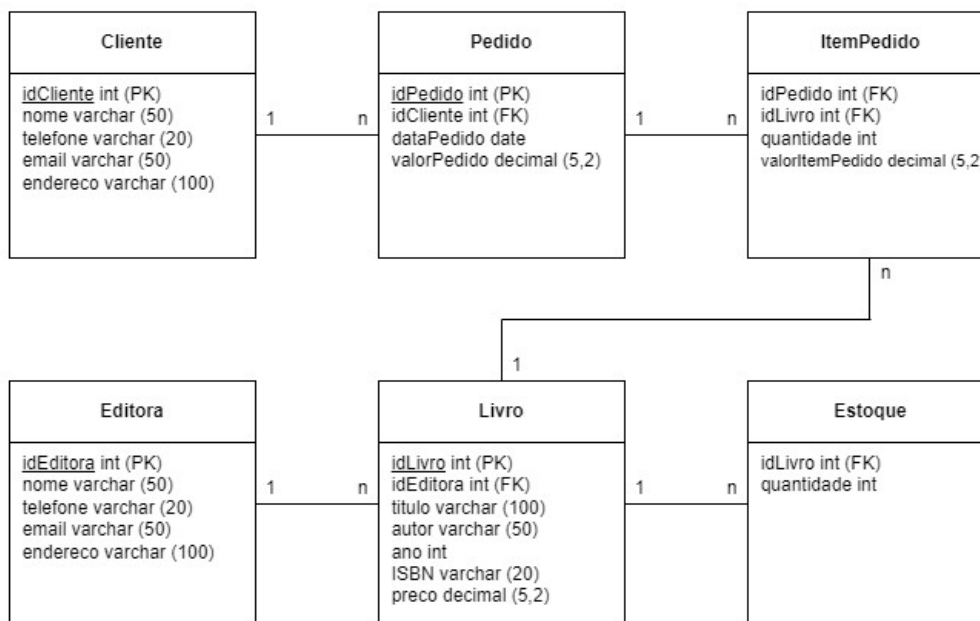 Cliente
idCliente int (PK)
nome varchar (50)
telefone varchar (20)
email varchar (50)
endereco varchar (100)
1
n
Pedido
idPedido int (PK)
idCliente int (FK)
dataPedido date
valorPedido decimal (5,2)
1
n
ItemPedido
idPedido int (FK)
idLivro int (FK)
quantidade int
valorItemPedido decimal (5,2
n
1
Editora
idEditora int (PK)
nome varchar (50)
telefone varchar (20)
email varchar (50)
endereco varchar (100)
1
n
Livro
idLivro int (PK)
idEditora int (FK)
titulo varchar (100)
autor varchar (50)
ano int
ISBN varchar (20)
preco decimal (5,2)
1
n
Estoque
idLivro int (FK)
quantidade int